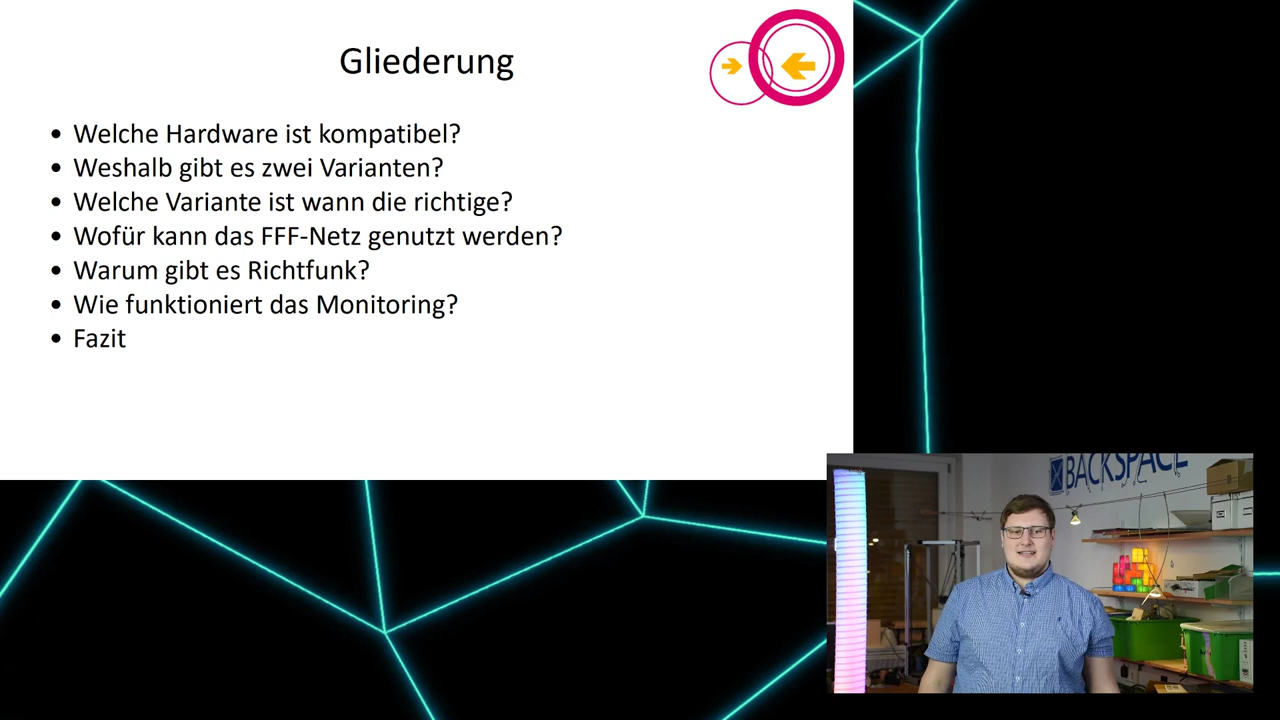 Gliederung
• Welche Hardware ist kompatibel?
• Weshalb gibt es zwei Varianten?
• Welche Variante ist wann die richtige?
• Wofür kann das FFF-Netz genutzt werden?
• Warum gibt es Richtfunk?
• Wie funktioniert das Monitoring?
• Fazit
BACKSPACE